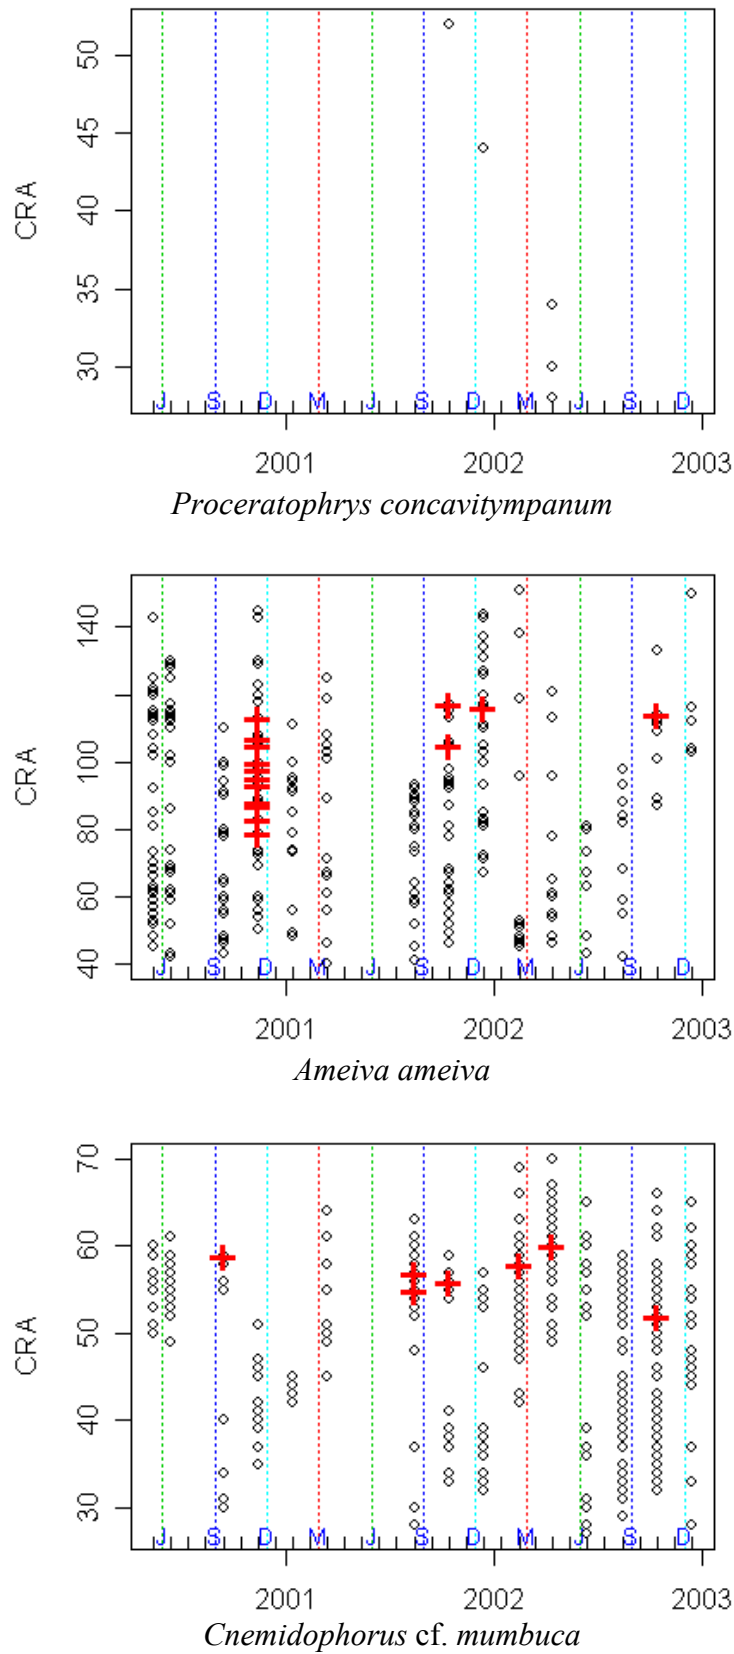 50
45
CRA
40
35
30
J S D M J S D M J S D
2001 2002 2003
Proceratophrys concavitympanum
140
CRA
100
80
60
40
J S D M J S D M J S D
2001 2002 2003
Ameiva ameiva
70
60
CRA
50
40
30
J S D M J S D M J S D
2001 2002 2003
Cnemidophorus cf. mumbuca